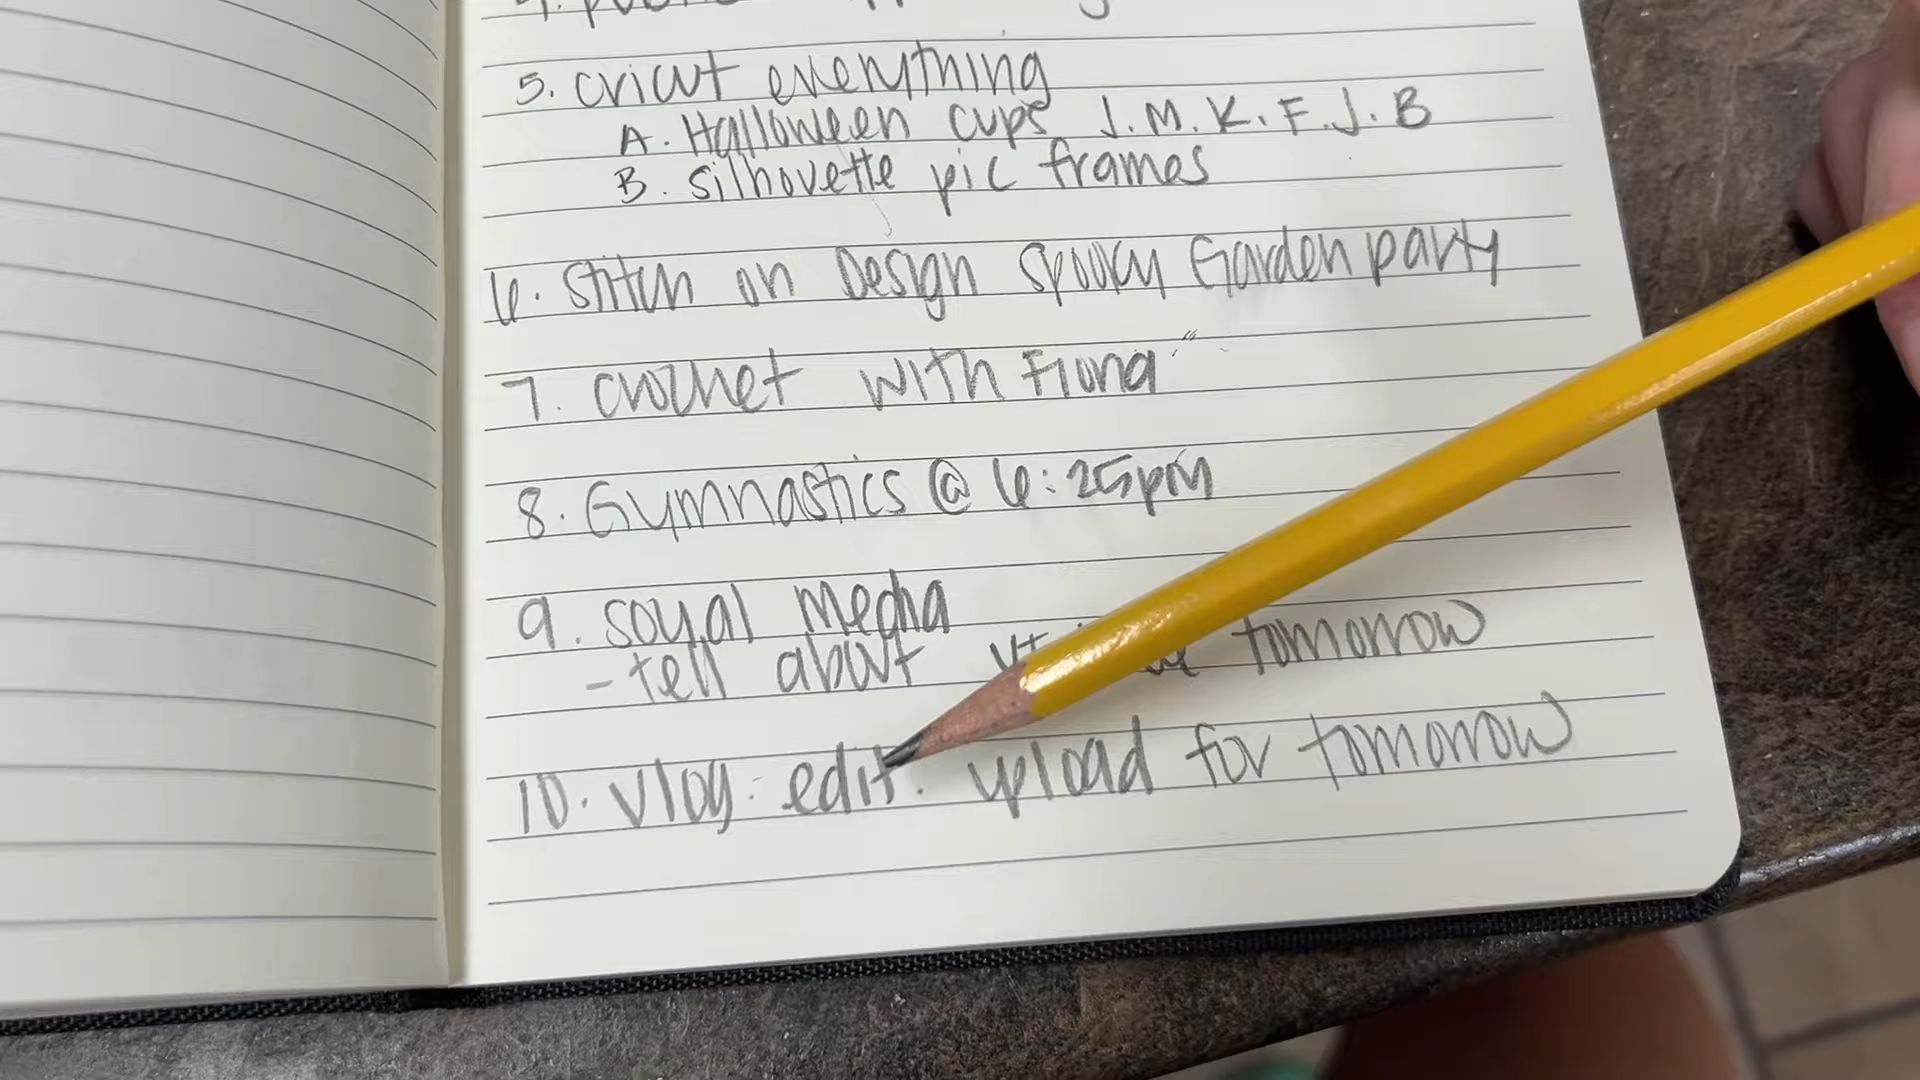 5. cricut everything
A. Halloween cups J. M. K. F. J. B
B. silhouette pic frames
6. Stitch on Design Spooky Garden party
7. crochet with Fiona
8. Gymnastics @ 6:25pm
9. social media
- tell about tomorrow
10. Vlog: edit: upload for tomorrow